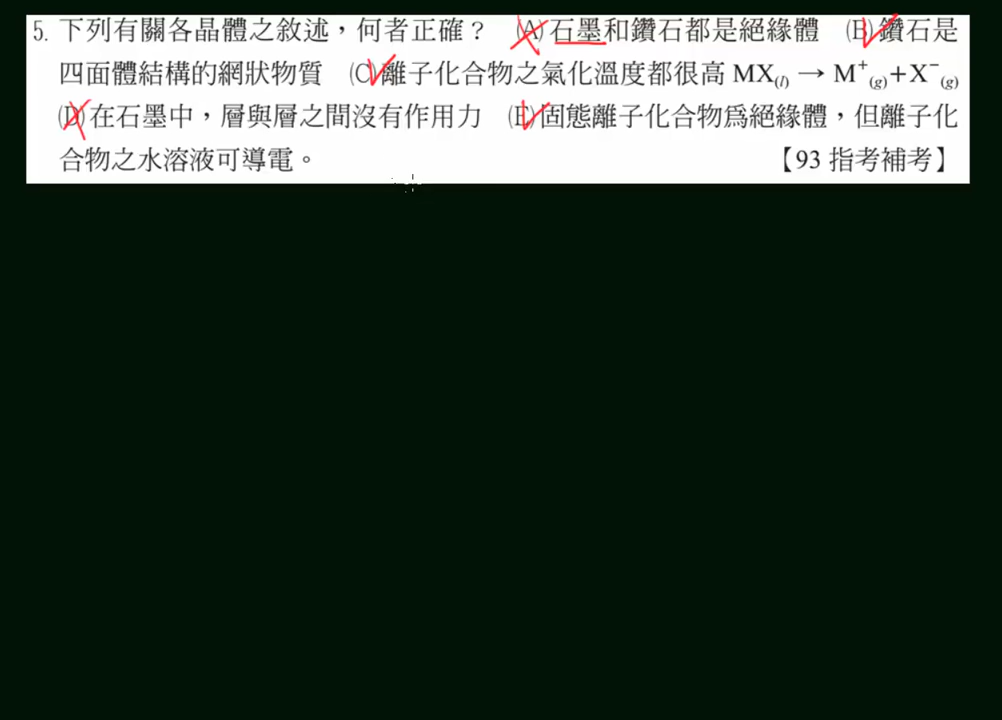 5. 下列有關各晶體之敘述，何者正確？ (A)石墨和鑽石都是絕緣體 (B)鑽石是
四面體結構的網狀物質 (C)離子化合物之氣化溫度都很高 MX(l) → M⁺(g)+X⁻(g)
(D)在石墨中，層與層之間沒有作用力 (E)固態離子化合物為絕緣體，但離子化
合物之水溶液可導電。 【93 指考補考】